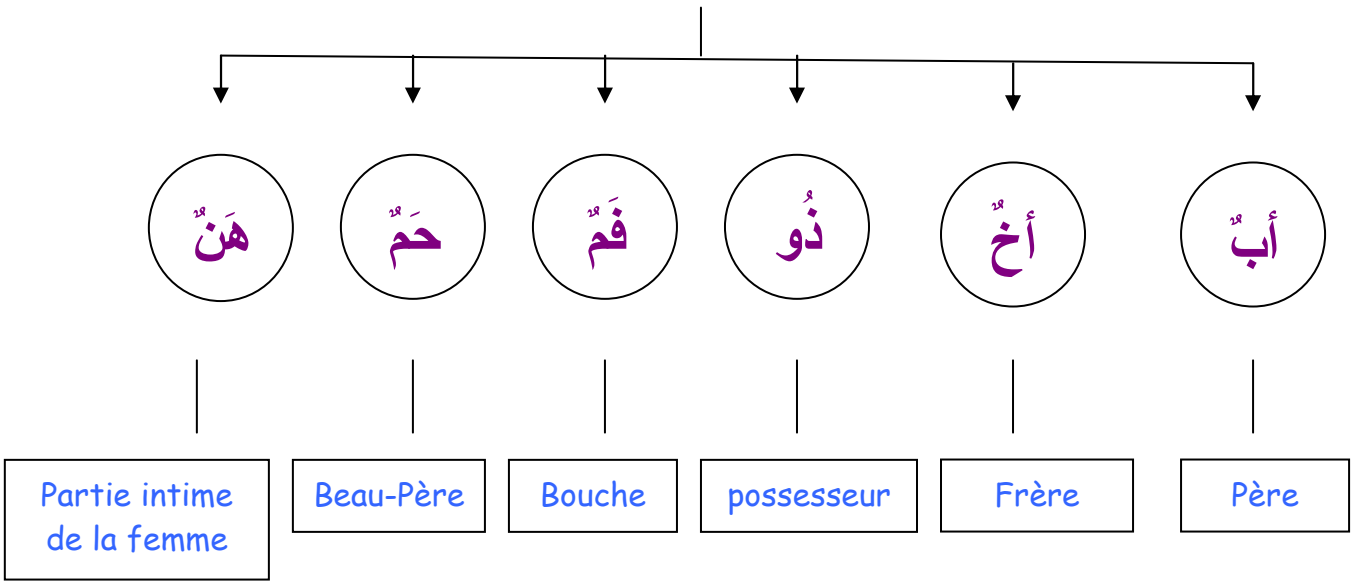 أبٌ
أخٌ
ذُو
فَمٌ
حَمٌ
هَنٌ
Père
Frère
possesseur
Bouche
Beau-Père
Partie intime
de la femme